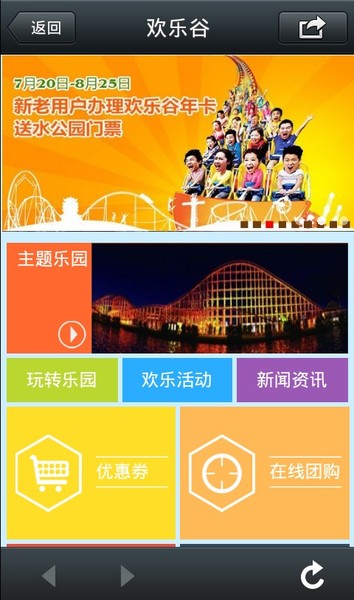 返回
欢乐谷
7月20日-8月25日
新老用户办理欢乐谷年卡
送水公园门票
主题乐园
玩转乐园
欢乐活动
新闻资讯
优惠券
在线团购